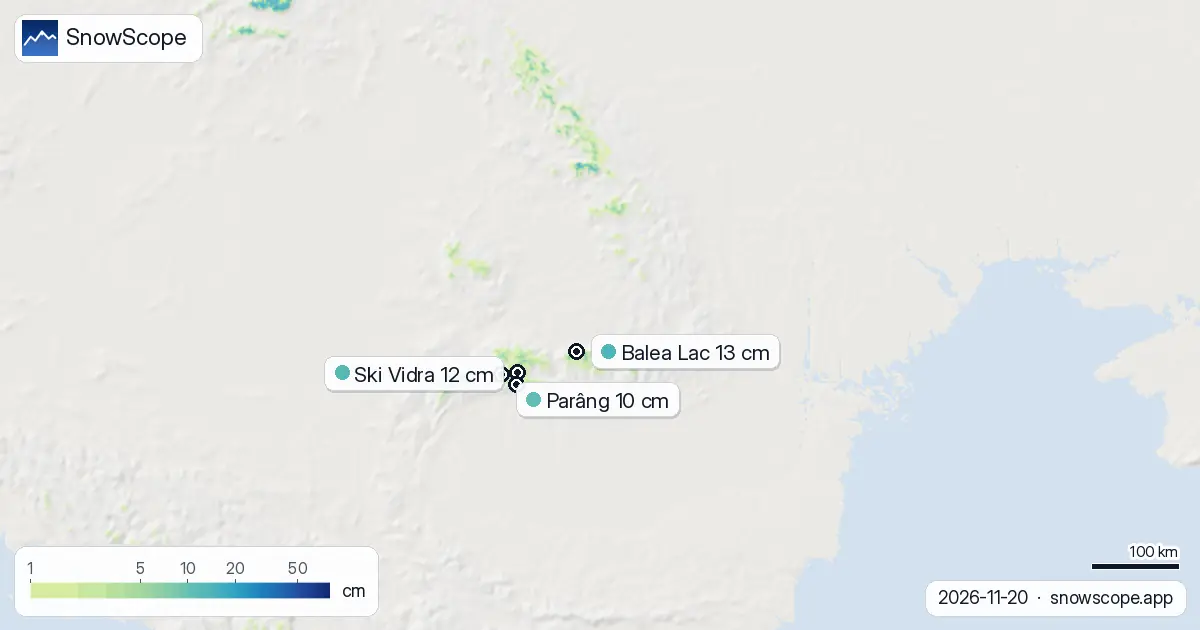 SnowScope
Balea Lac 13 cm
Ski Vidra 12 cm
Parâng 10 cm
1 5 10 20 50
cm
100 km
2026-11-20 · snowscope.app